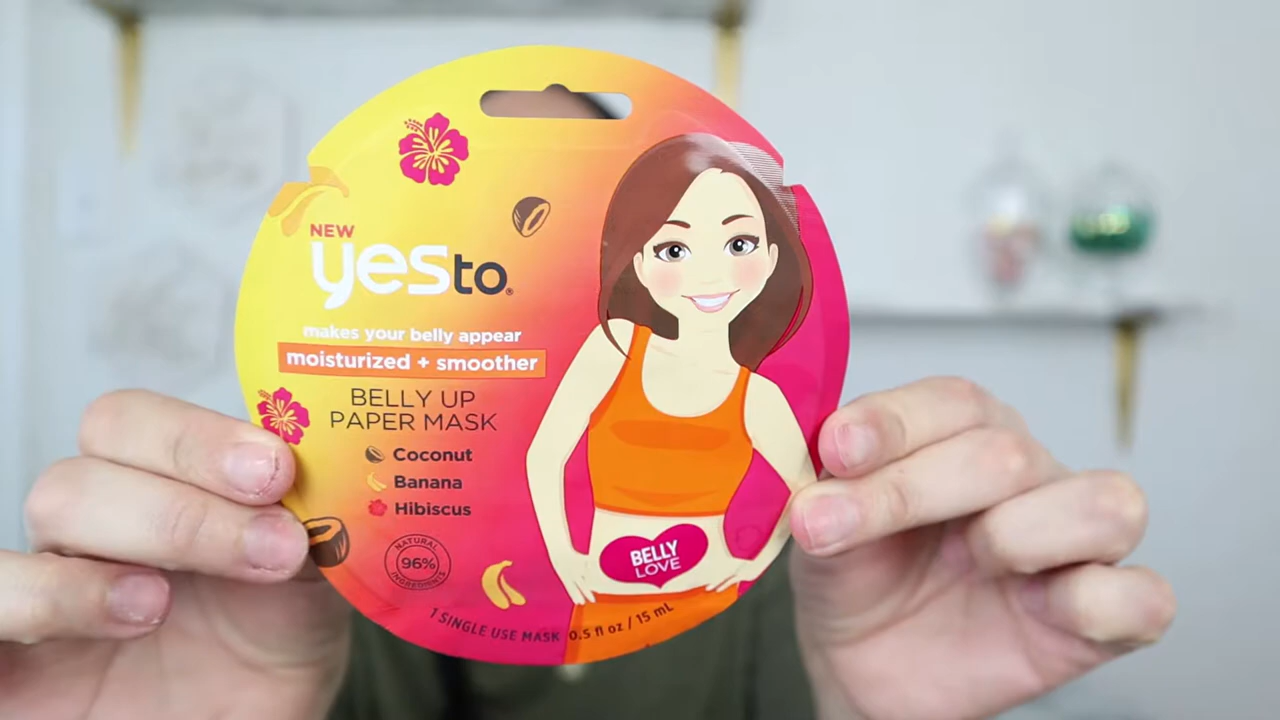 NEW
yes to®
makes your belly appear
moisturized + smoother
BELLY UP
PAPER MASK
Coconut
Banana
Hibiscus
NATURAL
96%
INGREDIENTS
BELLY
LOVE
1 SINGLE USE MASK 0.5 fl oz / 15 mL